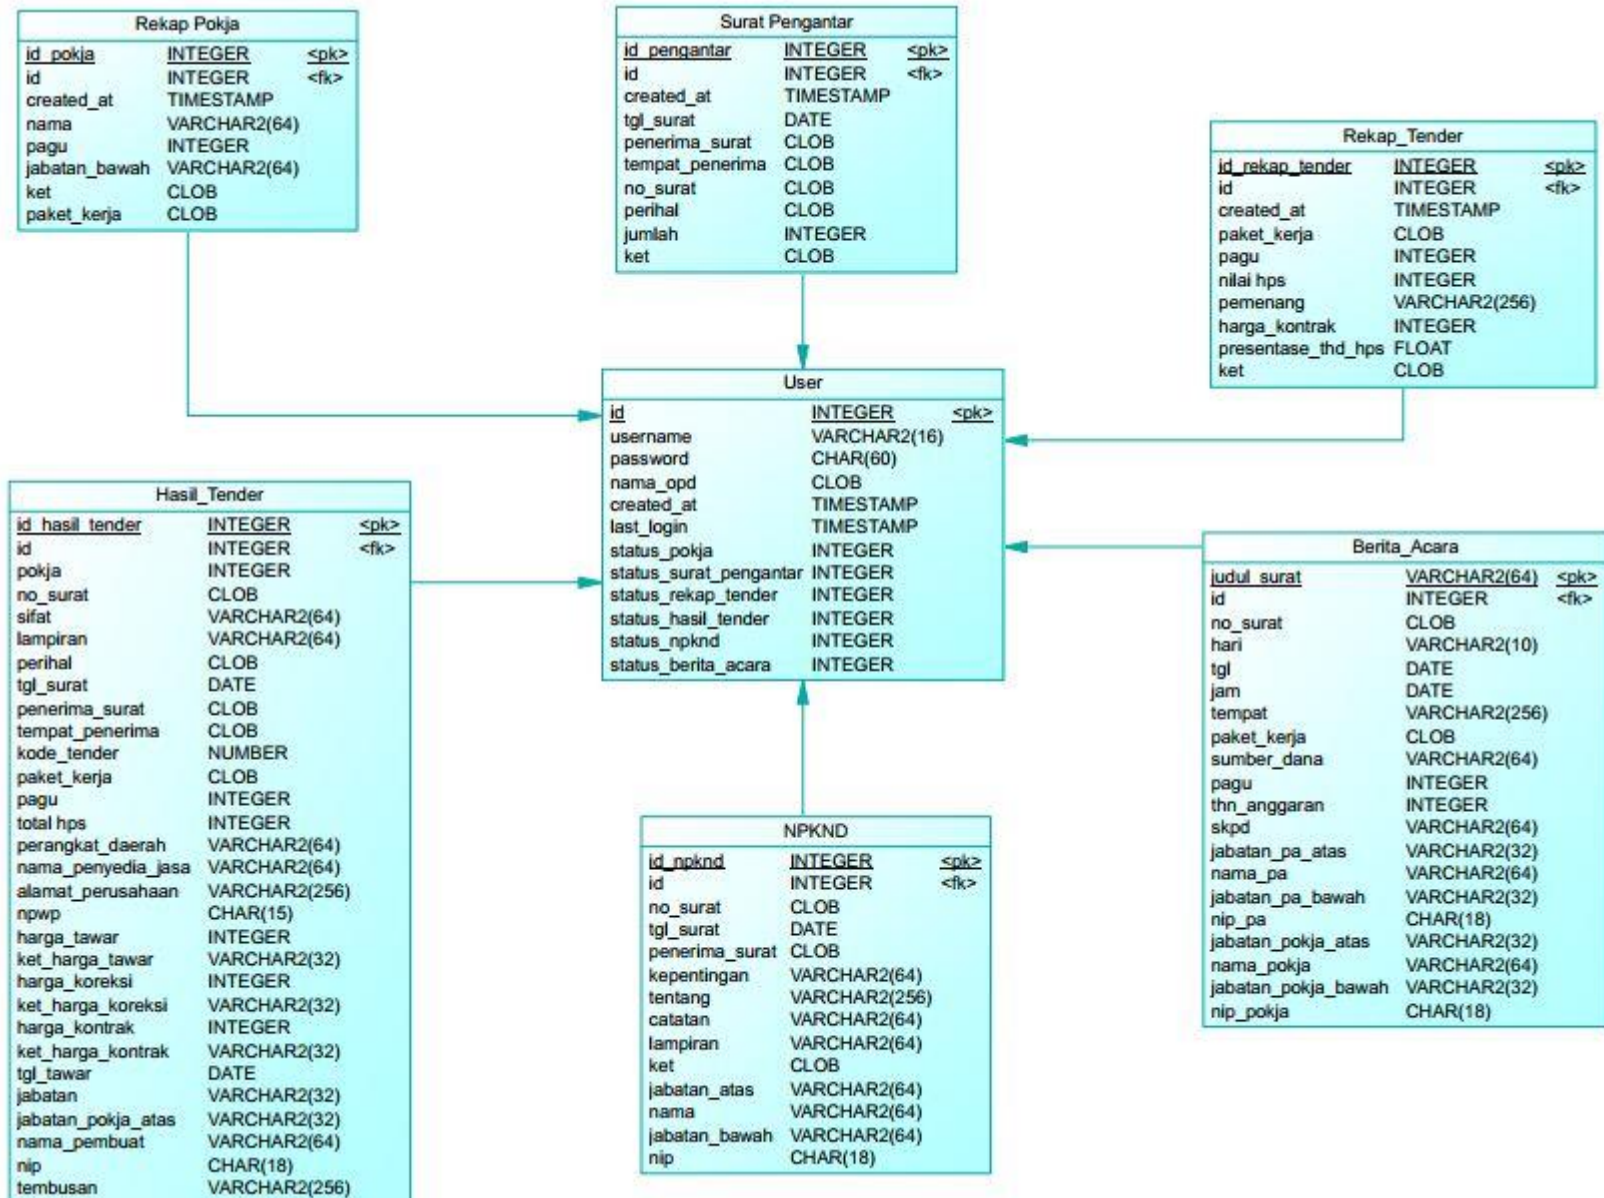 Rekap Pokja
id_pokja INTEGER <pk>
id INTEGER <fk>
created_at TIMESTAMP
nama VARCHAR2(64)
pagu INTEGER
jabatan_bawah VARCHAR2(64)
ket CLOB
paket_kerja CLOB
Surat Pengantar
id_pengantar INTEGER <pk>
id INTEGER <fk>
created_at TIMESTAMP
tgl_surat DATE
penerima_surat CLOB
tempat_penerima CLOB
no_surat CLOB
perihal CLOB
jumlah INTEGER
ket CLOB
Rekap_Tender
id_rekap_tender INTEGER <pk>
id INTEGER <fk>
created_at TIMESTAMP
paket_kerja CLOB
pagu INTEGER
nilai hps INTEGER
pemenang VARCHAR2(256)
harga_kontrak INTEGER
presentase_thd_hps FLOAT
ket CLOB
User
id INTEGER <pk>
username VARCHAR2(16)
password CHAR(60)
nama_opd CLOB
created_at TIMESTAMP
last_login TIMESTAMP
status_pokja INTEGER
status_surat_pengantar INTEGER
status_rekap_tender INTEGER
status_hasil_tender INTEGER
status_npknd INTEGER
status_berita_acara INTEGER
Hasil_Tender
id_hasil_tender INTEGER <pk>
id INTEGER <fk>
pokja INTEGER
no_surat CLOB
sifat VARCHAR2(64)
lampiran VARCHAR2(64)
perihal CLOB
tgl_surat DATE
penerima_surat CLOB
tempat_penerima CLOB
kode_tender NUMBER
paket_kerja CLOB
pagu INTEGER
total hps INTEGER
perangkat_daerah VARCHAR2(64)
nama_penyedia_jasa VARCHAR2(64)
alamat_perusahaan VARCHAR2(256)
npwp CHAR(15)
harga_tawar INTEGER
ket_harga_tawar VARCHAR2(32)
harga_koreksi INTEGER
ket_harga_koreksi VARCHAR2(32)
harga_kontrak INTEGER
ket_harga_kontrak VARCHAR2(32)
tgl_tawar DATE
jabatan VARCHAR2(32)
jabatan_pokja_atas VARCHAR2(32)
nama_pembuat VARCHAR2(64)
nip CHAR(18)
tembusan VARCHAR2(256)
Berita_Acara
judul_surat VARCHAR2(64) <pk>
id INTEGER <fk>
no_surat CLOB
hari VARCHAR2(10)
tgl DATE
jam DATE
tempat VARCHAR2(256)
paket_kerja CLOB
sumber_dana VARCHAR2(64)
pagu INTEGER
thn_anggaran INTEGER
skpd VARCHAR2(64)
jabatan_pa_atas VARCHAR2(32)
nama_pa VARCHAR2(64)
jabatan_pa_bawah VARCHAR2(32)
nip_pa CHAR(18)
jabatan_pokja_atas VARCHAR2(32)
nama_pokja VARCHAR2(64)
jabatan_pokja_bawah VARCHAR2(32)
nip_pokja CHAR(18)
NPKND
id_npknd INTEGER <pk>
id INTEGER <fk>
no_surat CLOB
tgl_surat DATE
penerima_surat CLOB
kepentingan VARCHAR2(64)
tentang VARCHAR2(256)
catatan VARCHAR2(64)
lampiran VARCHAR2(64)
ket CLOB
jabatan_atas VARCHAR2(64)
nama VARCHAR2(64)
jabatan_bawah VARCHAR2(64)
nip CHAR(18)